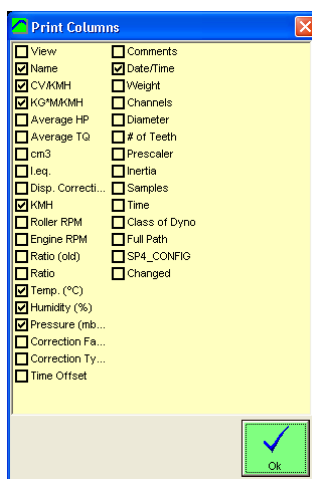 Print Columns
View
Name
CV/KMH
KG*M/KMH
Average HP
Average TQ
cm3
I.eq.
Disp. Correcti...
KMH
Roller RPM
Engine RPM
Ratio (old)
Ratio
Temp. (°C)
Humidity (%)
Pressure (mb...
Correction Fa...
Correction Ty...
Time Offset
Comments
Date/Time
Weight
Channels
Diameter
# of Teeth
Prescaler
Inertia
Samples
Time
Class of Dyno
Full Path
SP4_CONFIG
Changed
Ok